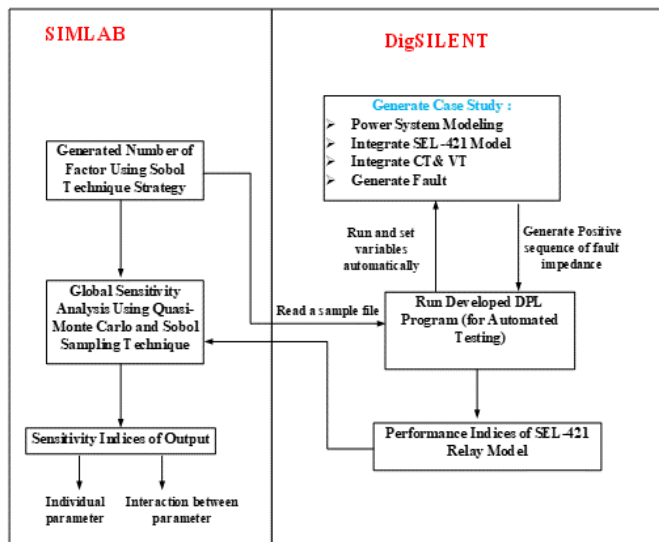 SIMLAB
Generated Number of
Factor Using Sobol
Technique Strategy
Global Sensitivity
Analysis Using Quasi-
Monte Carlo and Sobol
Sampling Technique
Sensitivity Indices of Output
Individual
parameter
Interaction between
parameter
DigSILENT
Generate Case Study :
➢ Power System Modeling
➢ Integrate SEL-421 Model
➢ Integrate CT& VT
➢ Generate Fault
Run and set
variables
automatically
Generate Positive
sequence of fault
impedance
Read a sample file
Run Developed DPL
Program (for Automated
Testing)
Performance Indices of SEL-421
Relay Model